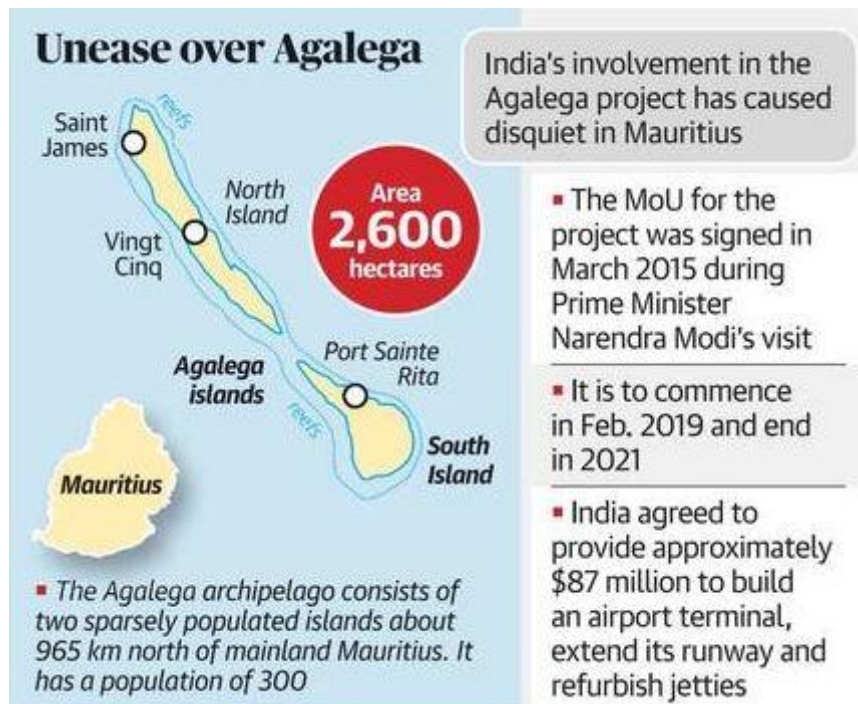 Unease over Agalega
India's involvement in the
Agalega project has caused
disquiet in Mauritius
Saint
James
reefs
North
Island
Vingt
Cinq
Area
2,600
hectares
Agalega
islands
Port Sainte
Rita
reefs
South
Island
Mauritius
▪ The Agalega archipelago consists of
two sparsely populated islands about
965 km north of mainland Mauritius. It
has a population of 300
▪ The MoU for the
project was signed in
March 2015 during
Prime Minister
Narendra Modi's visit
▪ It is to commence
in Feb. 2019 and end
in 2021
▪ India agreed to
provide approximately
$87 million to build
an airport terminal,
extend its runway and
refurbish jetties